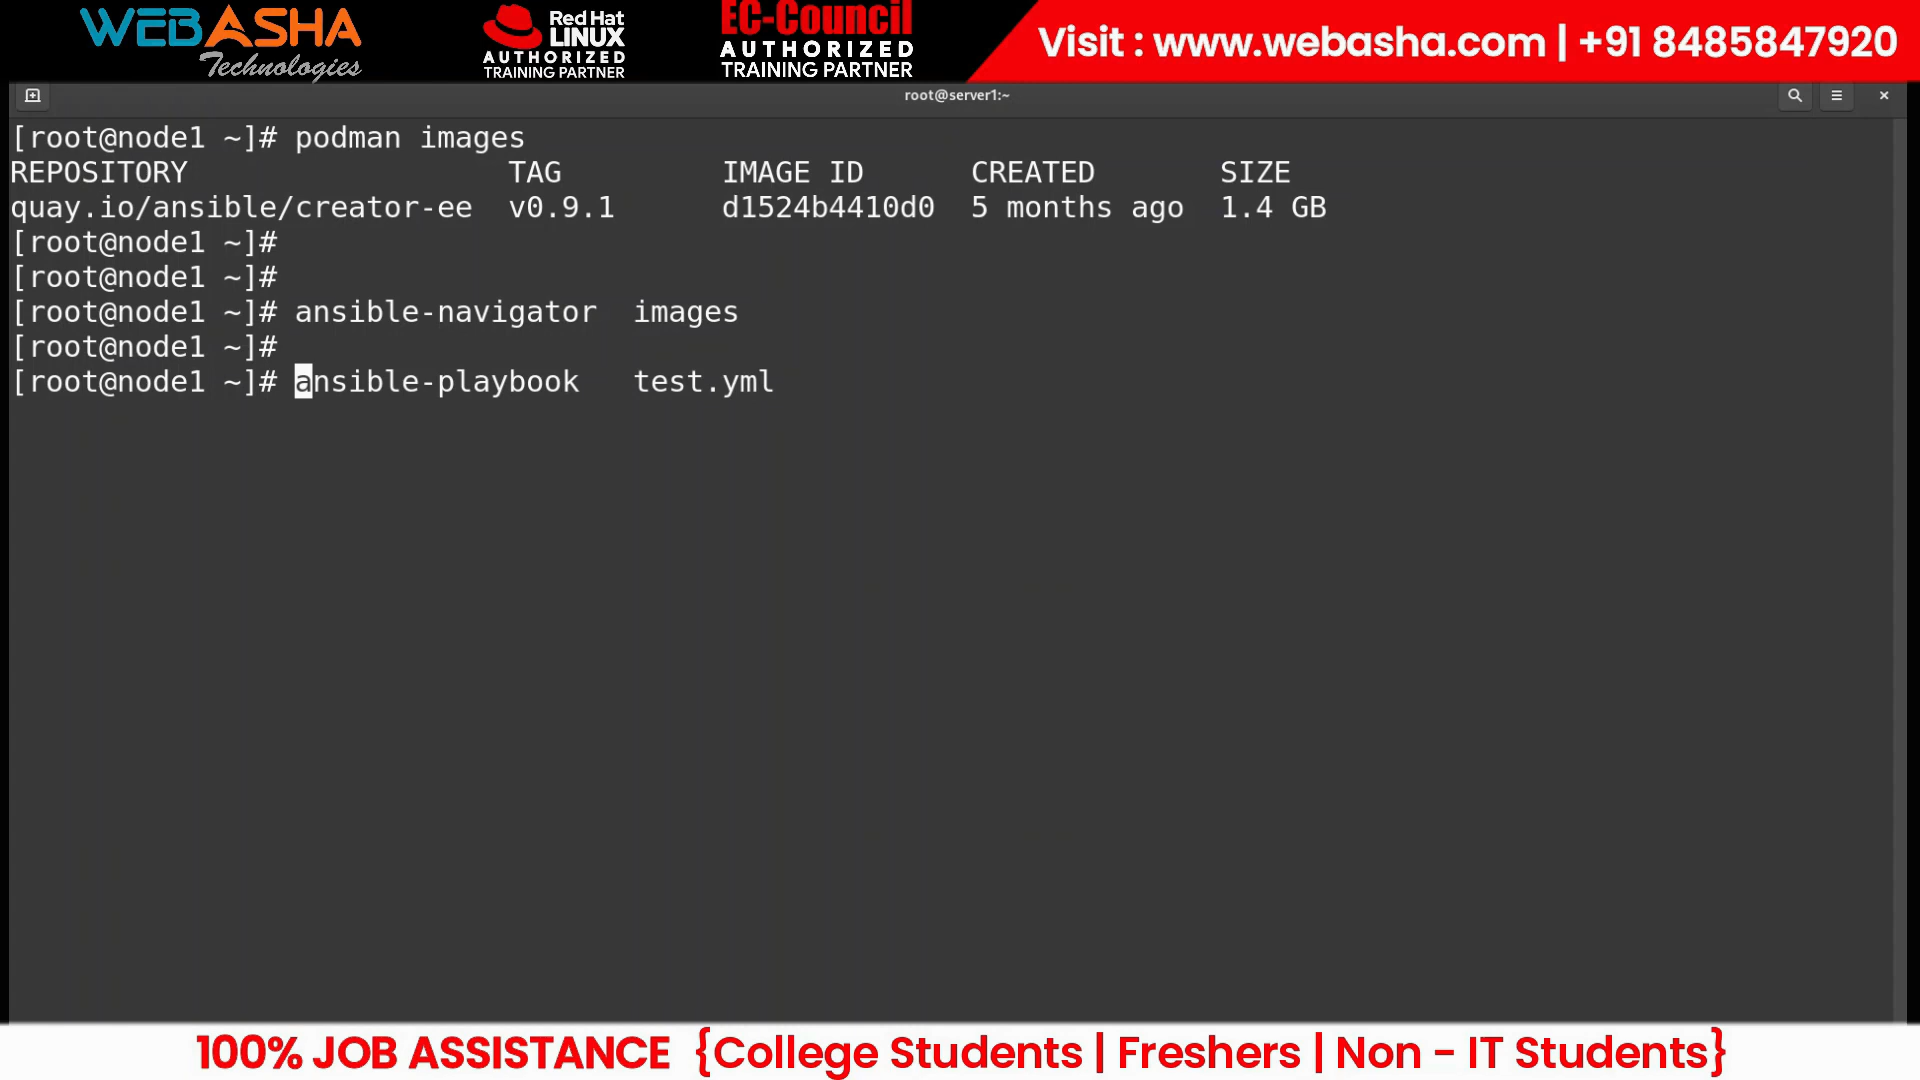 WEBASHA
Technologies
Red Hat
LINUX
AUTHORIZED
TRAINING PARTNER
EC-Council
AUTHORIZED
TRAINING PARTNER
Visit : www.webasha.com | +91 8485847920
root@server1:~
[root@node1 ~]# podman images
REPOSITORY TAG IMAGE ID CREATED SIZE
quay.io/ansible/creator-ee v0.9.1 d1524b4410d0 5 months ago 1.4 GB
[root@node1 ~]#
[root@node1 ~]#
[root@node1 ~]# ansible-navigator images
[root@node1 ~]#
[root@node1 ~]# ansible-playbook test.yml
100% JOB ASSISTANCE {College Students | Freshers | Non - IT Students}